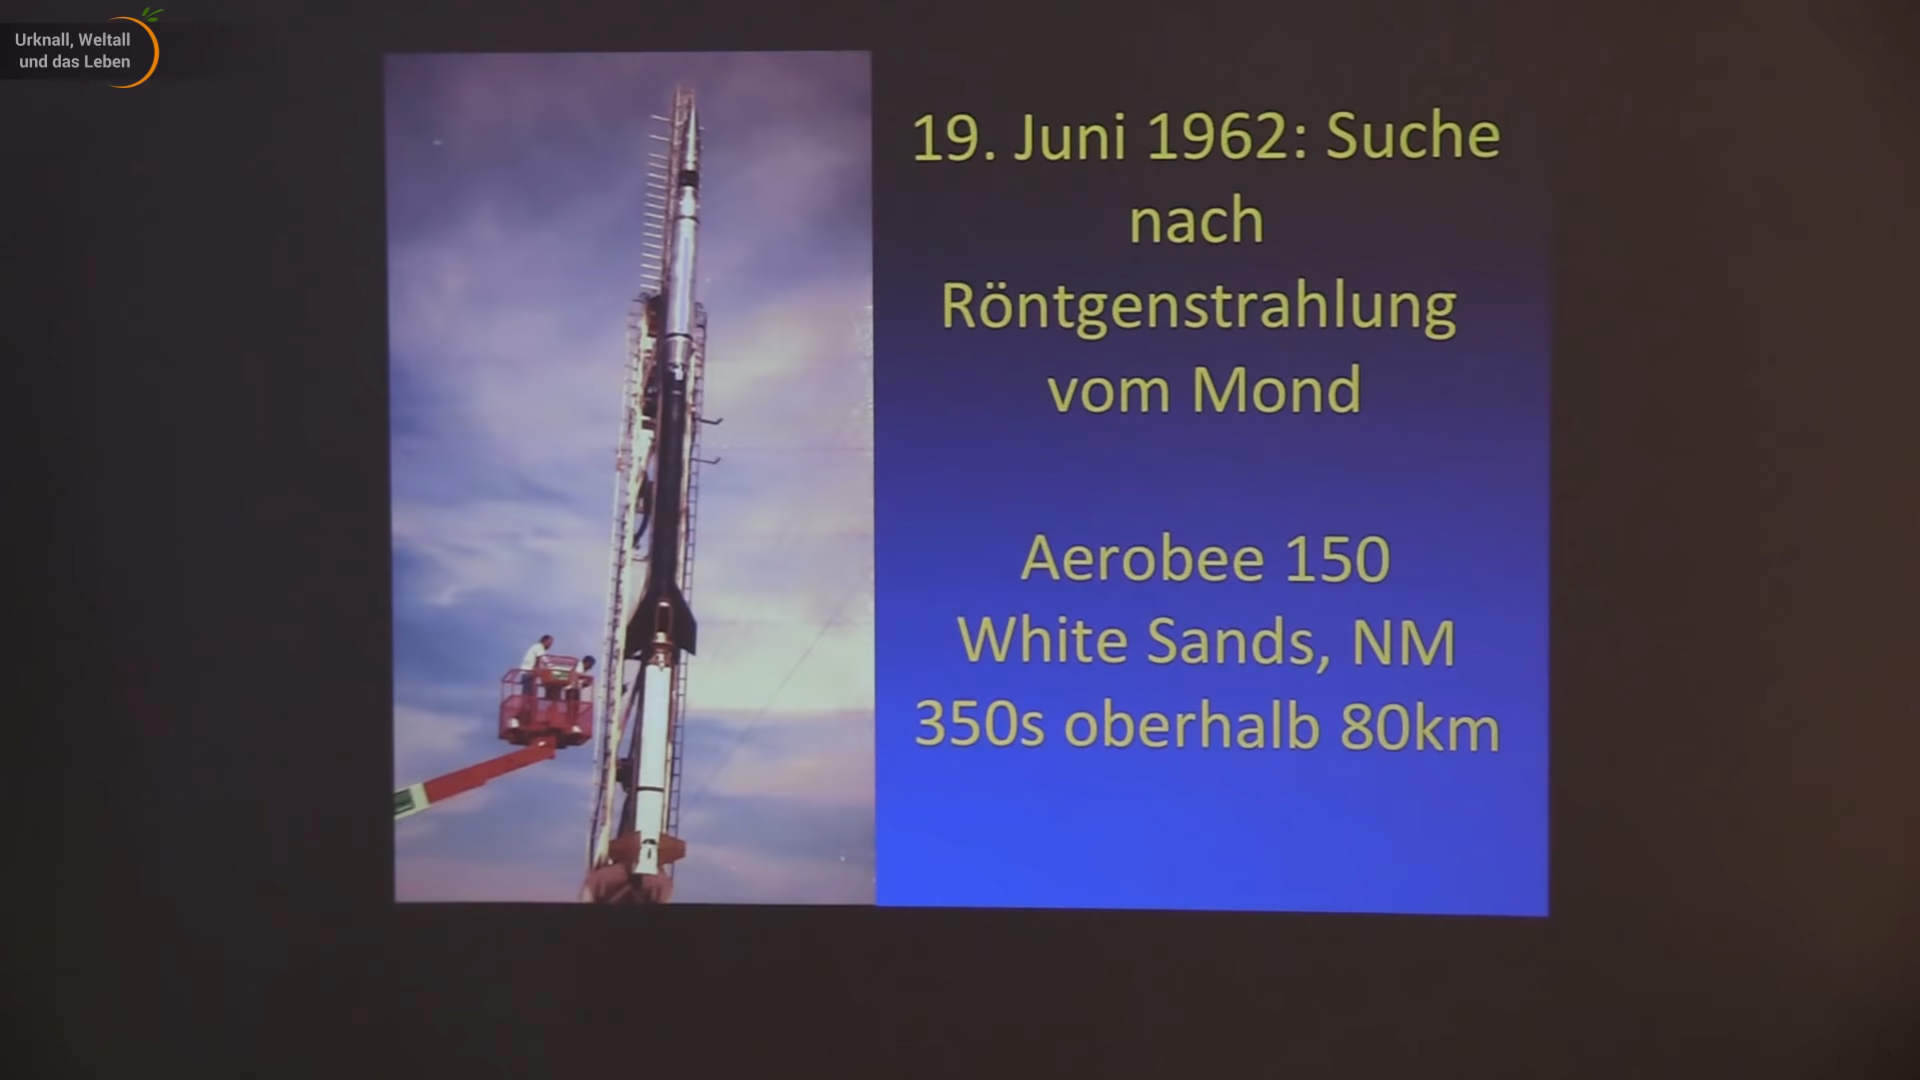 Urknall, Weltall
und das Leben
19. Juni 1962: Suche
nach
Röntgenstrahlung
vom Mond
Aerobee 150
White Sands, NM
350s oberhalb 80km